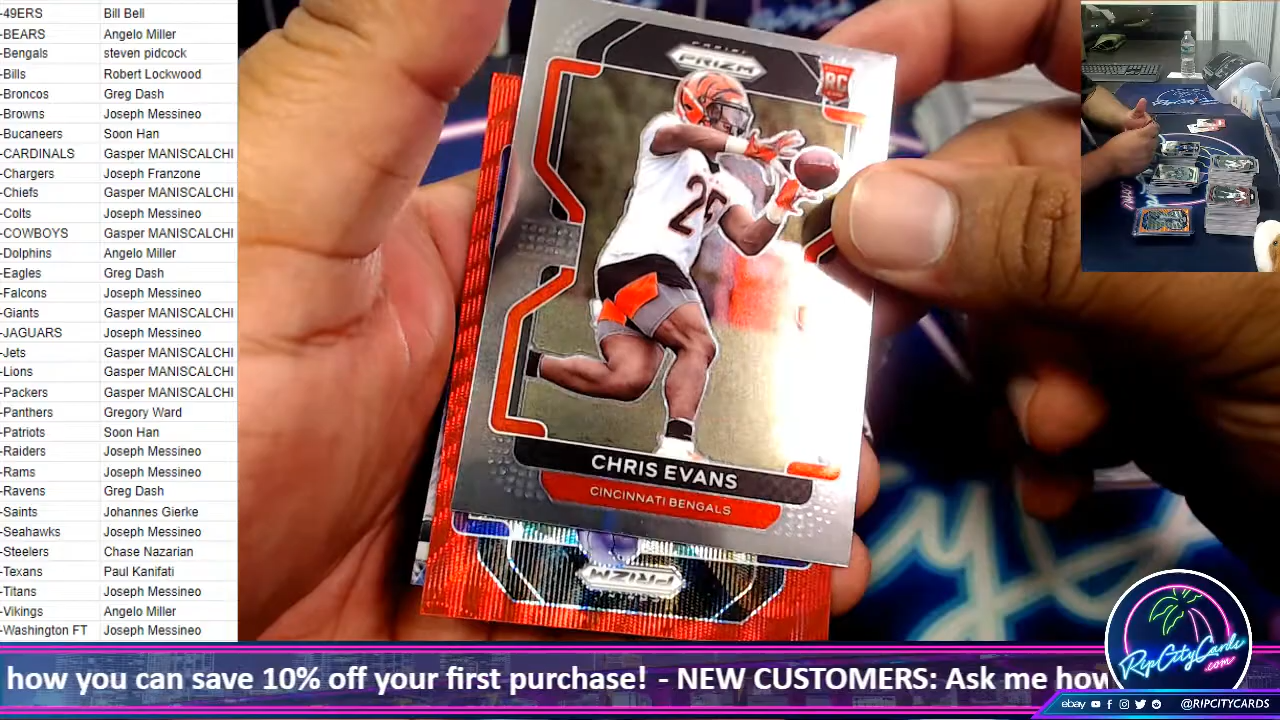 -49ERS Bill Bell
-BEARS Angelo Miller
-Bengals steven pidcock
-Bills Robert Lockwood
-Broncos Greg Dash
-Browns Joseph Messineo
-Bucaneers Soon Han
-CARDINALS Gasper MANISCALCHI
-Chargers Joseph Franzone
-Chiefs Gasper MANISCALCHI
-Colts Joseph Messineo
-COWBOYS Gasper MANISCALCHI
-Dolphins Angelo Miller
-Eagles Greg Dash
-Falcons Joseph Messineo
-Giants Gasper MANISCALCHI
-JAGUARS Joseph Messineo
-Jets Gasper MANISCALCHI
-Lions Gasper MANISCALCHI
-Packers Gasper MANISCALCHI
-Panthers Gregory Ward
-Patriots Soon Han
-Raiders Joseph Messineo
-Rams Joseph Messineo
-Ravens Greg Dash
-Saints Johannes Gierke
-Seahawks Joseph Messineo
-Steelers Chase Nazarian
-Texans Paul Kanifati
-Titans Joseph Messineo
-Vikings Angelo Miller
-Washington FT Joseph Messineo
PANINI
PRIZM
RC
25
CHRIS EVANS
CINCINNATI BENGALS
PRIZM
how you can save 10% off your first purchase! - NEW CUSTOMERS: Ask me how
RipCityCards
.com
ebay @RIPCITYCARDS